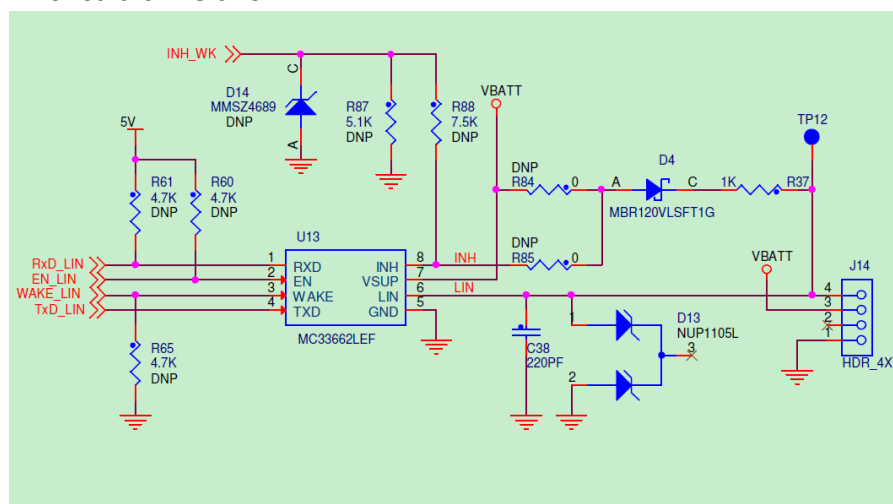 INH_WK
C
D14
MMSZ4689
DNP
A
R87
5.1K
DNP
R88
7.5K
DNP
VBATT
TP12
5V
R61
4.7K
DNP
R60
4.7K
DNP
DNP
R84
0
A
D4
C
MBR120VLSFT1G
1K
R37
U13
RxD_LIN
EN_LIN
WAKE_LIN
TxD_LIN
1
2
3
4
RXD
EN
WAKE
TXD
INH
VSUP
LIN
GND
8
7
6
5
MC33662LEF
INH
LIN
DNP
R85
0
VBATT
J14
4
3
2
1
HDR_4X
R65
4.7K
DNP
C38
220PF
1
2
D13
NUP1105L
3